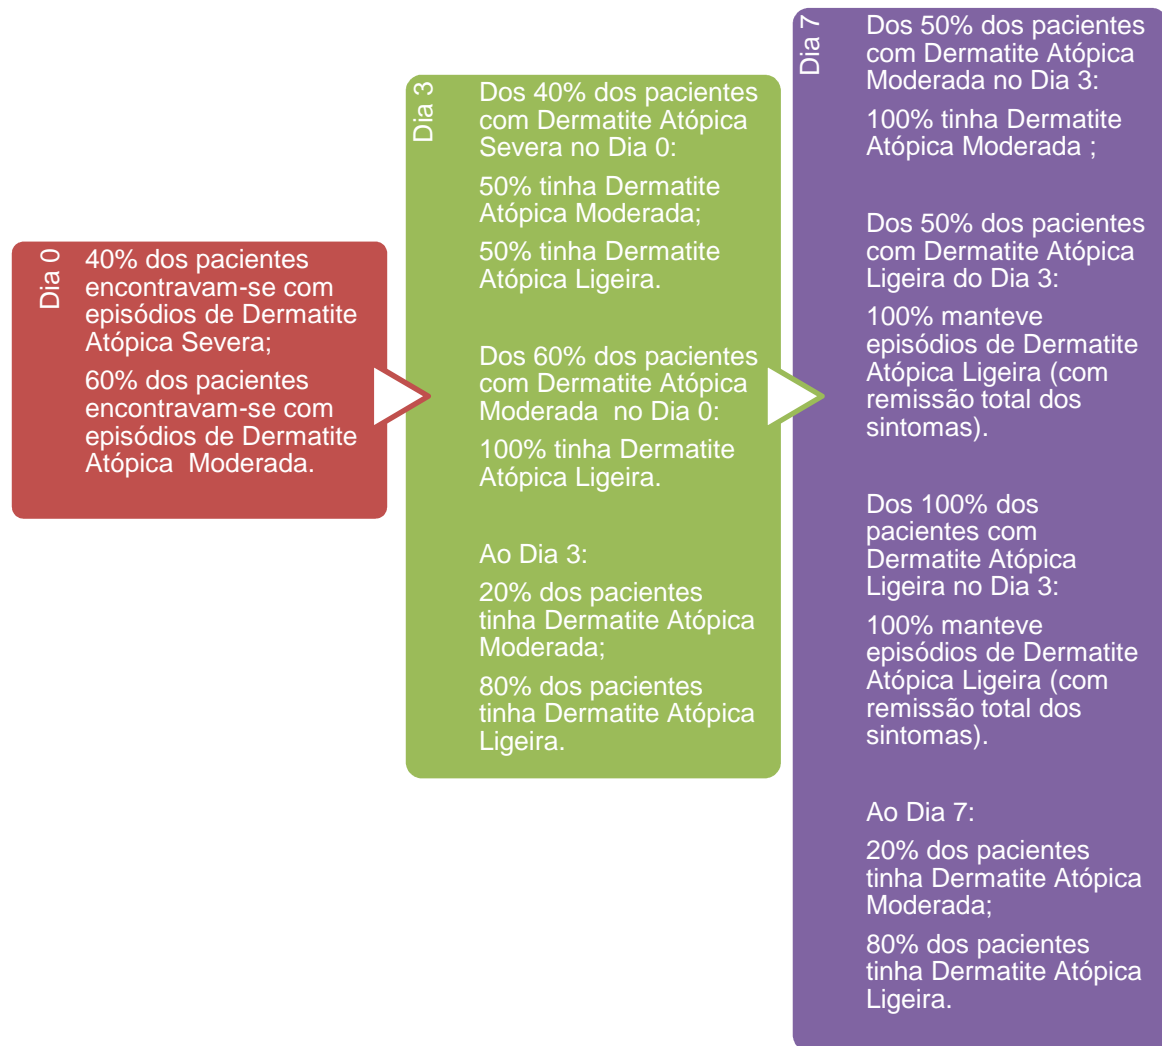 Dia 0
40% dos pacientes
encontravam-se com
episódios de Dermatite
Atópica Severa;
60% dos pacientes
encontravam-se com
episódios de Dermatite
Atópica  Moderada.
Dia 3
Dos 40% dos pacientes
com Dermatite Atópica
Severa no Dia 0:
50% tinha Dermatite
Atópica Moderada;
50% tinha Dermatite
Atópica Ligeira.
Dos 60% dos pacientes
com Dermatite Atópica
Moderada  no Dia 0:
100% tinha Dermatite
Atópica Ligeira.
Ao Dia 3:
20% dos pacientes
tinha Dermatite Atópica
Moderada;
80% dos pacientes
tinha Dermatite Atópica
Ligeira.
Dia 7
Dos 50% dos pacientes
com Dermatite Atópica
Moderada no Dia 3:
100% tinha Dermatite
Atópica Moderada ;
Dos 50% dos pacientes
com Dermatite Atópica
Ligeira do Dia 3:
100% manteve
episódios de Dermatite
Atópica Ligeira (com
remissão total dos
sintomas).
Dos 100% dos
pacientes com
Dermatite Atópica
Ligeira no Dia 3:
100% manteve
episódios de Dermatite
Atópica Ligeira (com
remissão total dos
sintomas).
Ao Dia 7:
20% dos pacientes
tinha Dermatite Atópica
Moderada;
80% dos pacientes
tinha Dermatite Atópica
Ligeira.